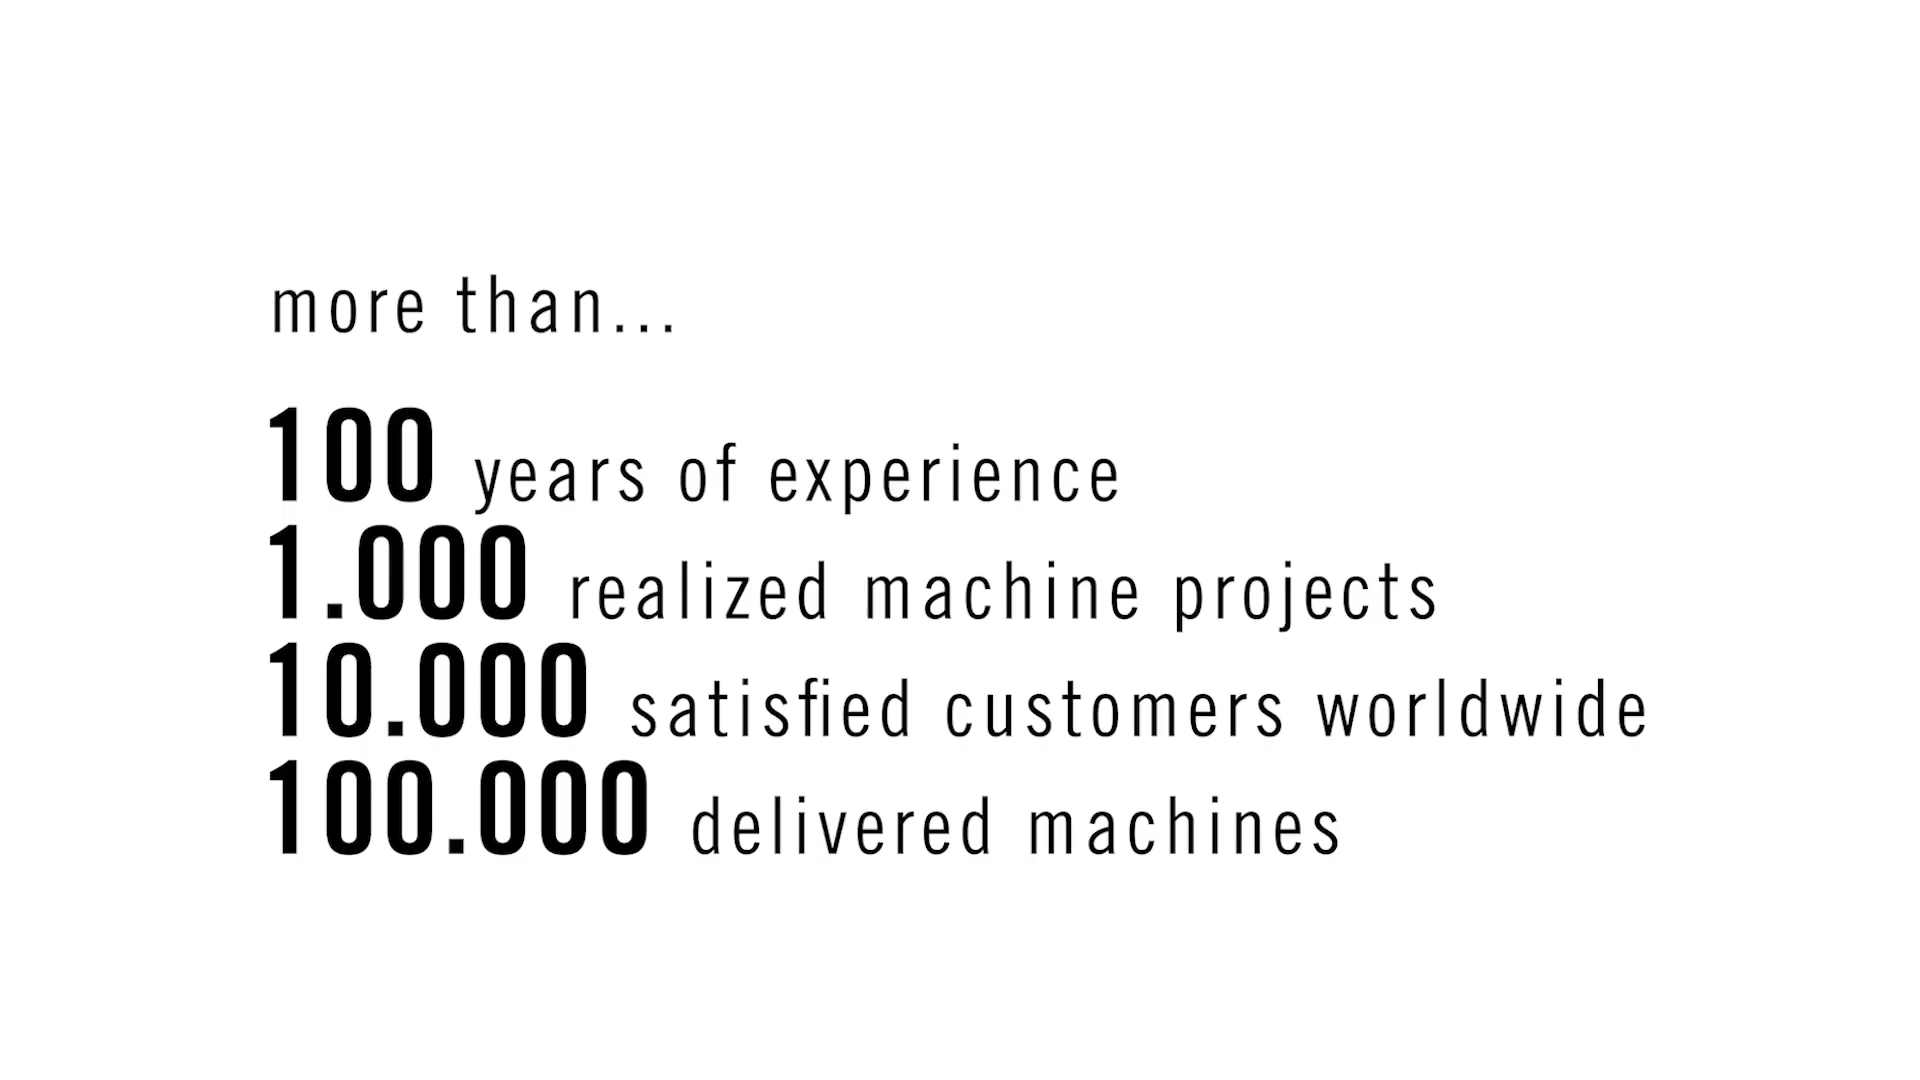 more than...
100 years of experience
1.000 realized machine projects
10.000 satisfied customers worldwide
100.000 delivered machines